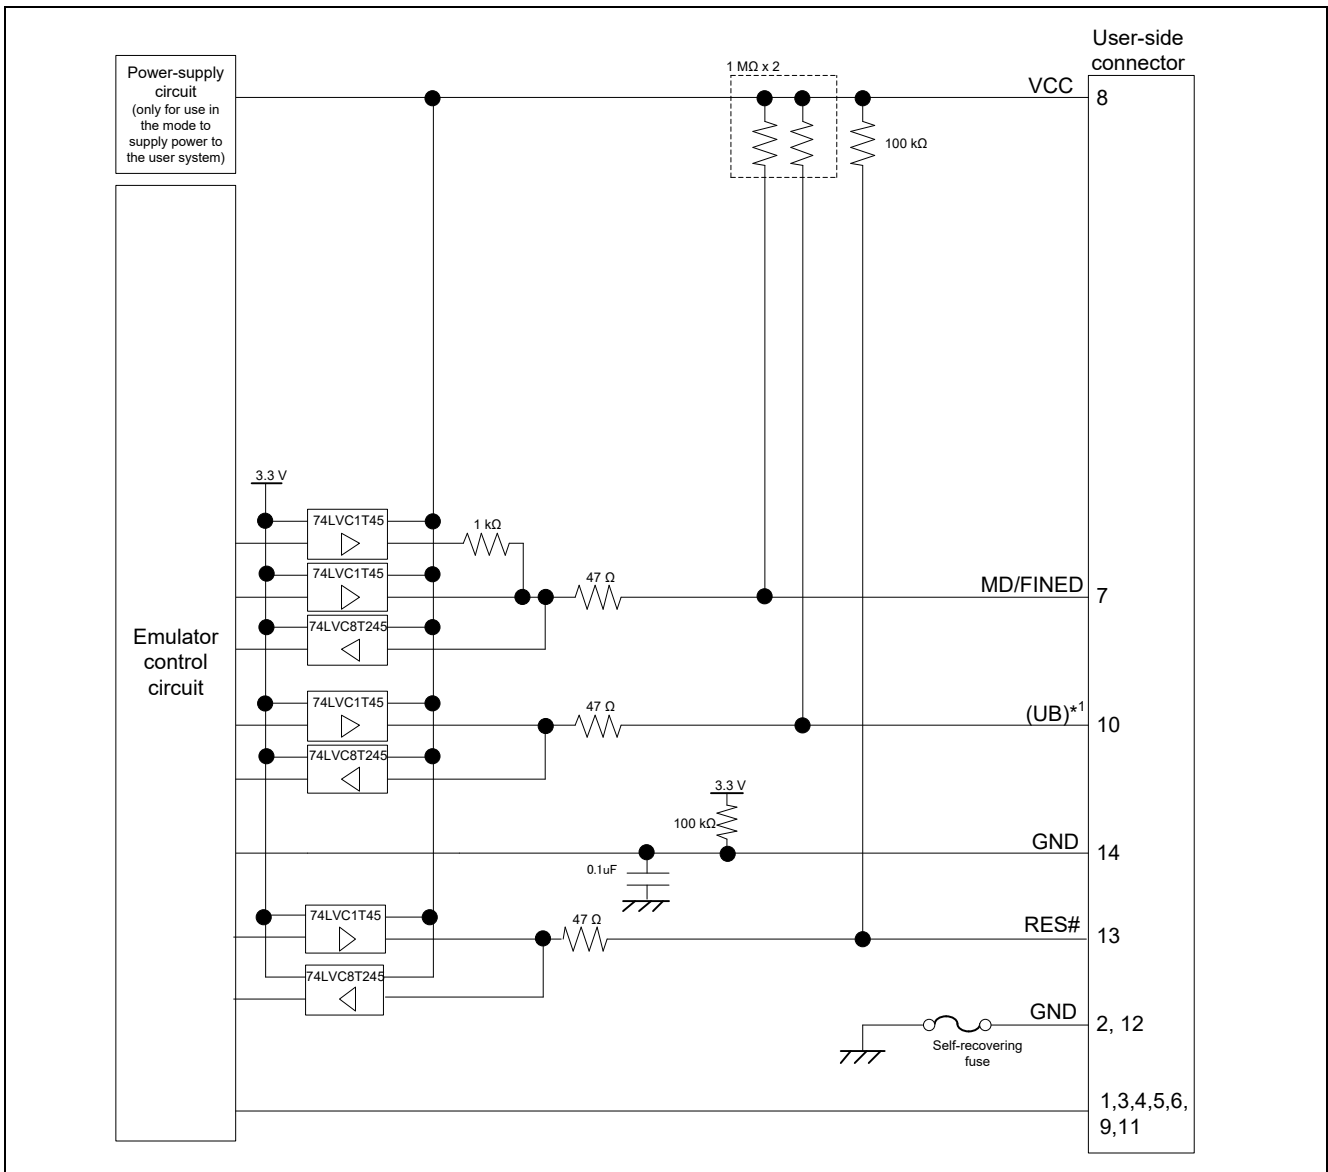 User-side
connector
Power-supply
circuit
(only for use in
the mode to
supply power to
the user system)
1 MΩ x 2
VCC
8
100 kΩ
3.3 V
74LVC1T45
1 kΩ
74LVC1T45
47 Ω
MD/FINED
7
74LVC8T245
Emulator
control
circuit
74LVC1T45
47 Ω
(UB)*1
10
74LVC8T245
3.3 V
100 kΩ
GND
14
0.1uF
74LVC1T45
47 Ω
RES#
13
74LVC8T245
GND
2, 12
Self-recovering
fuse
1,3,4,5,6,
9,11